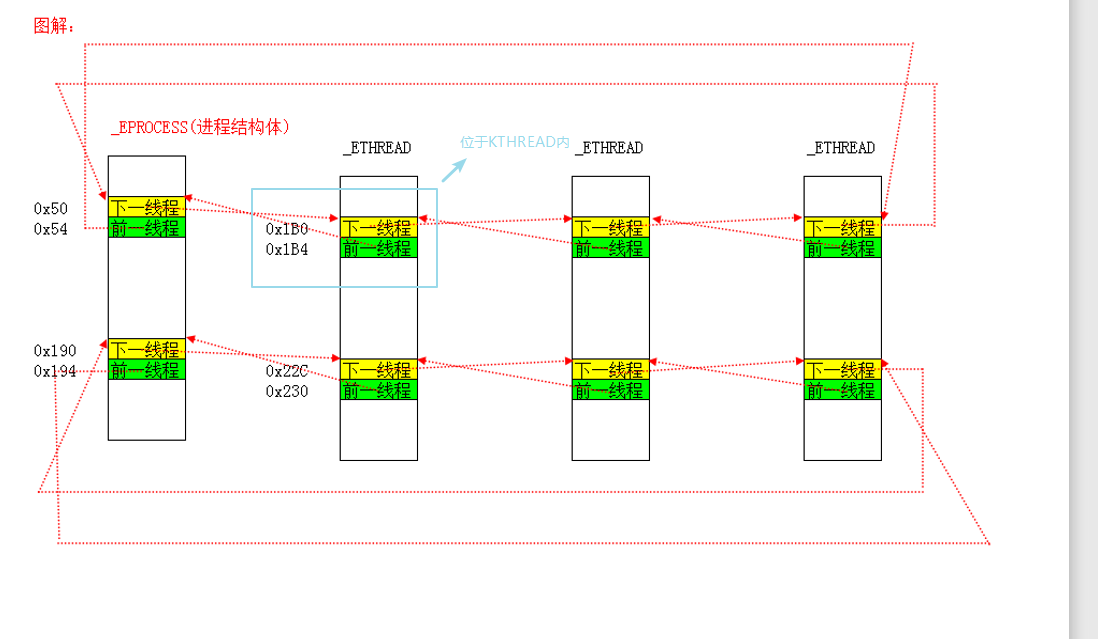 图解：
_EPROCESS(进程结构体)
位于KTHREAD内
_ETHREAD
_ETHREAD
_ETHREAD
0x50
下一线程
0x54
前一线程
0x1B0
下一线程
下一线程
下一线程
0x1B4
前一线程
前一线程
前一线程
0x190
下一线程
0x194
前一线程
0x22C
下一线程
下一线程
下一线程
0x230
前一线程
前一线程
前一线程